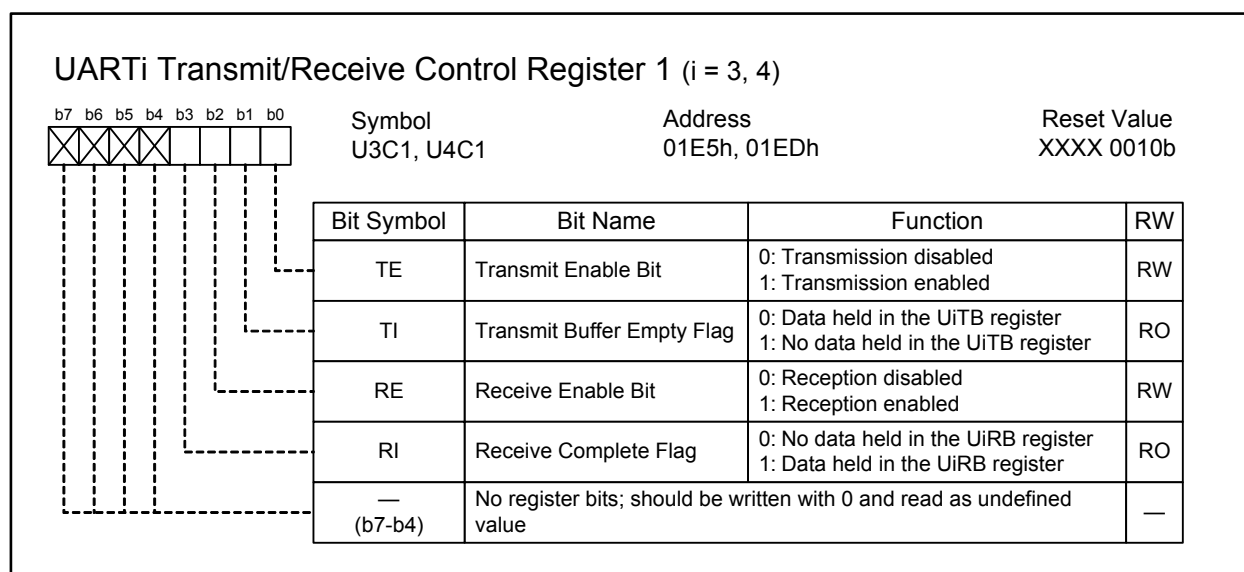 UARTi Transmit/Receive Control Register 1 (i = 3, 4)
b7 b6 b5 b4 b3 b2 b1 b0
Symbol Address Reset Value
U3C1, U4C1 01E5h, 01EDh XXXX 0010b
Bit Symbol Bit Name Function RW
TE Transmit Enable Bit 0: Transmission disabled
1: Transmission enabled RW
TI Transmit Buffer Empty Flag 0: Data held in the UiTB register
1: No data held in the UiTB register RO
RE Receive Enable Bit 0: Reception disabled
1: Reception enabled RW
RI Receive Complete Flag 0: No data held in the UiRB register
1: Data held in the UiRB register RO
—
(b7-b4) No register bits; should be written with 0 and read as undefined
value —